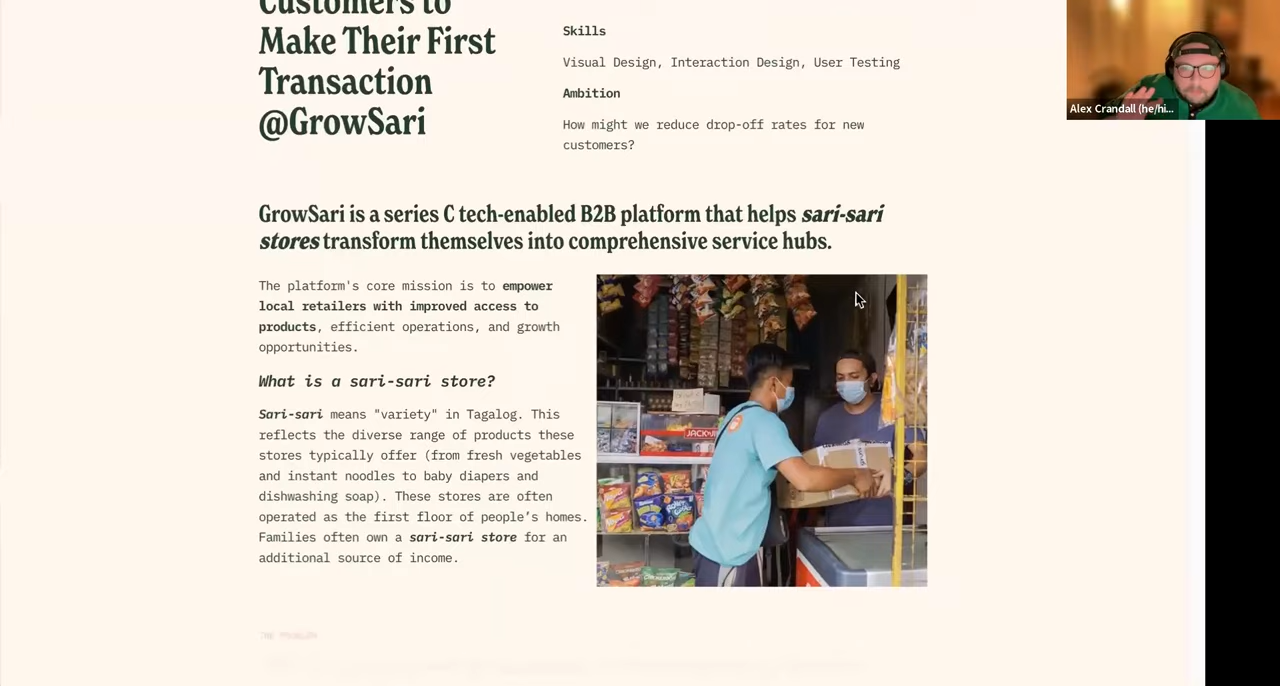 Customers to
Make Their First
Transaction
@GrowSari
Skills
Visual Design, Interaction Design, User Testing
Ambition
How might we reduce drop-off rates for new
customers?
Alex Crandall (he/hi...
GrowSari is a series C tech-enabled B2B platform that helps sari-sari
stores transform themselves into comprehensive service hubs.
The platform's core mission is to empower
local retailers with improved access to
products, efficient operations, and growth
opportunities.
What is a sari-sari store?
Sari-sari means "variety" in Tagalog. This
reflects the diverse range of products these
stores typically offer (from fresh vegetables
and instant noodles to baby diapers and
dishwashing soap). These stores are often
operated as the first floor of people’s homes.
Families often own a sari-sari store for an
additional source of income.
THE PROBLEM